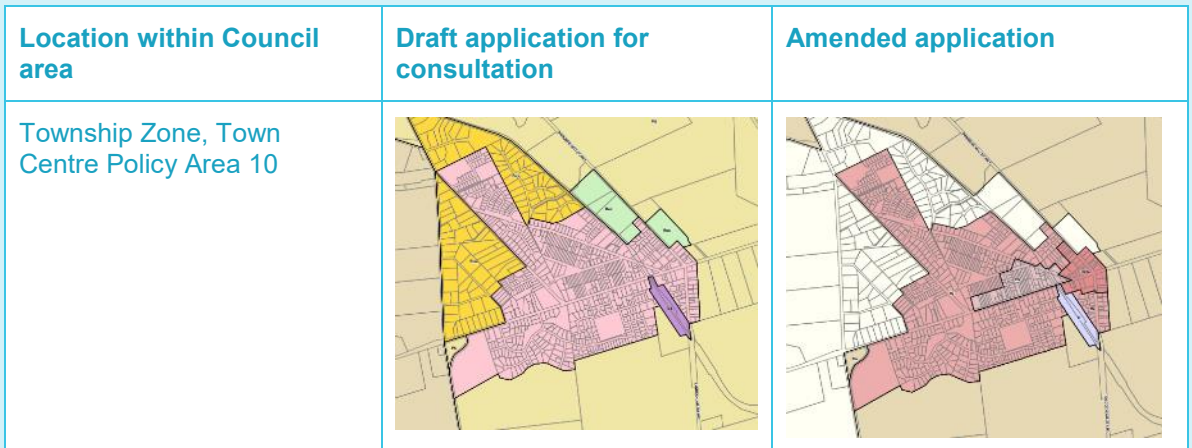 Location within Council
area
Draft application for
consultation
Amended application
Township Zone, Town
Centre Policy Area 10